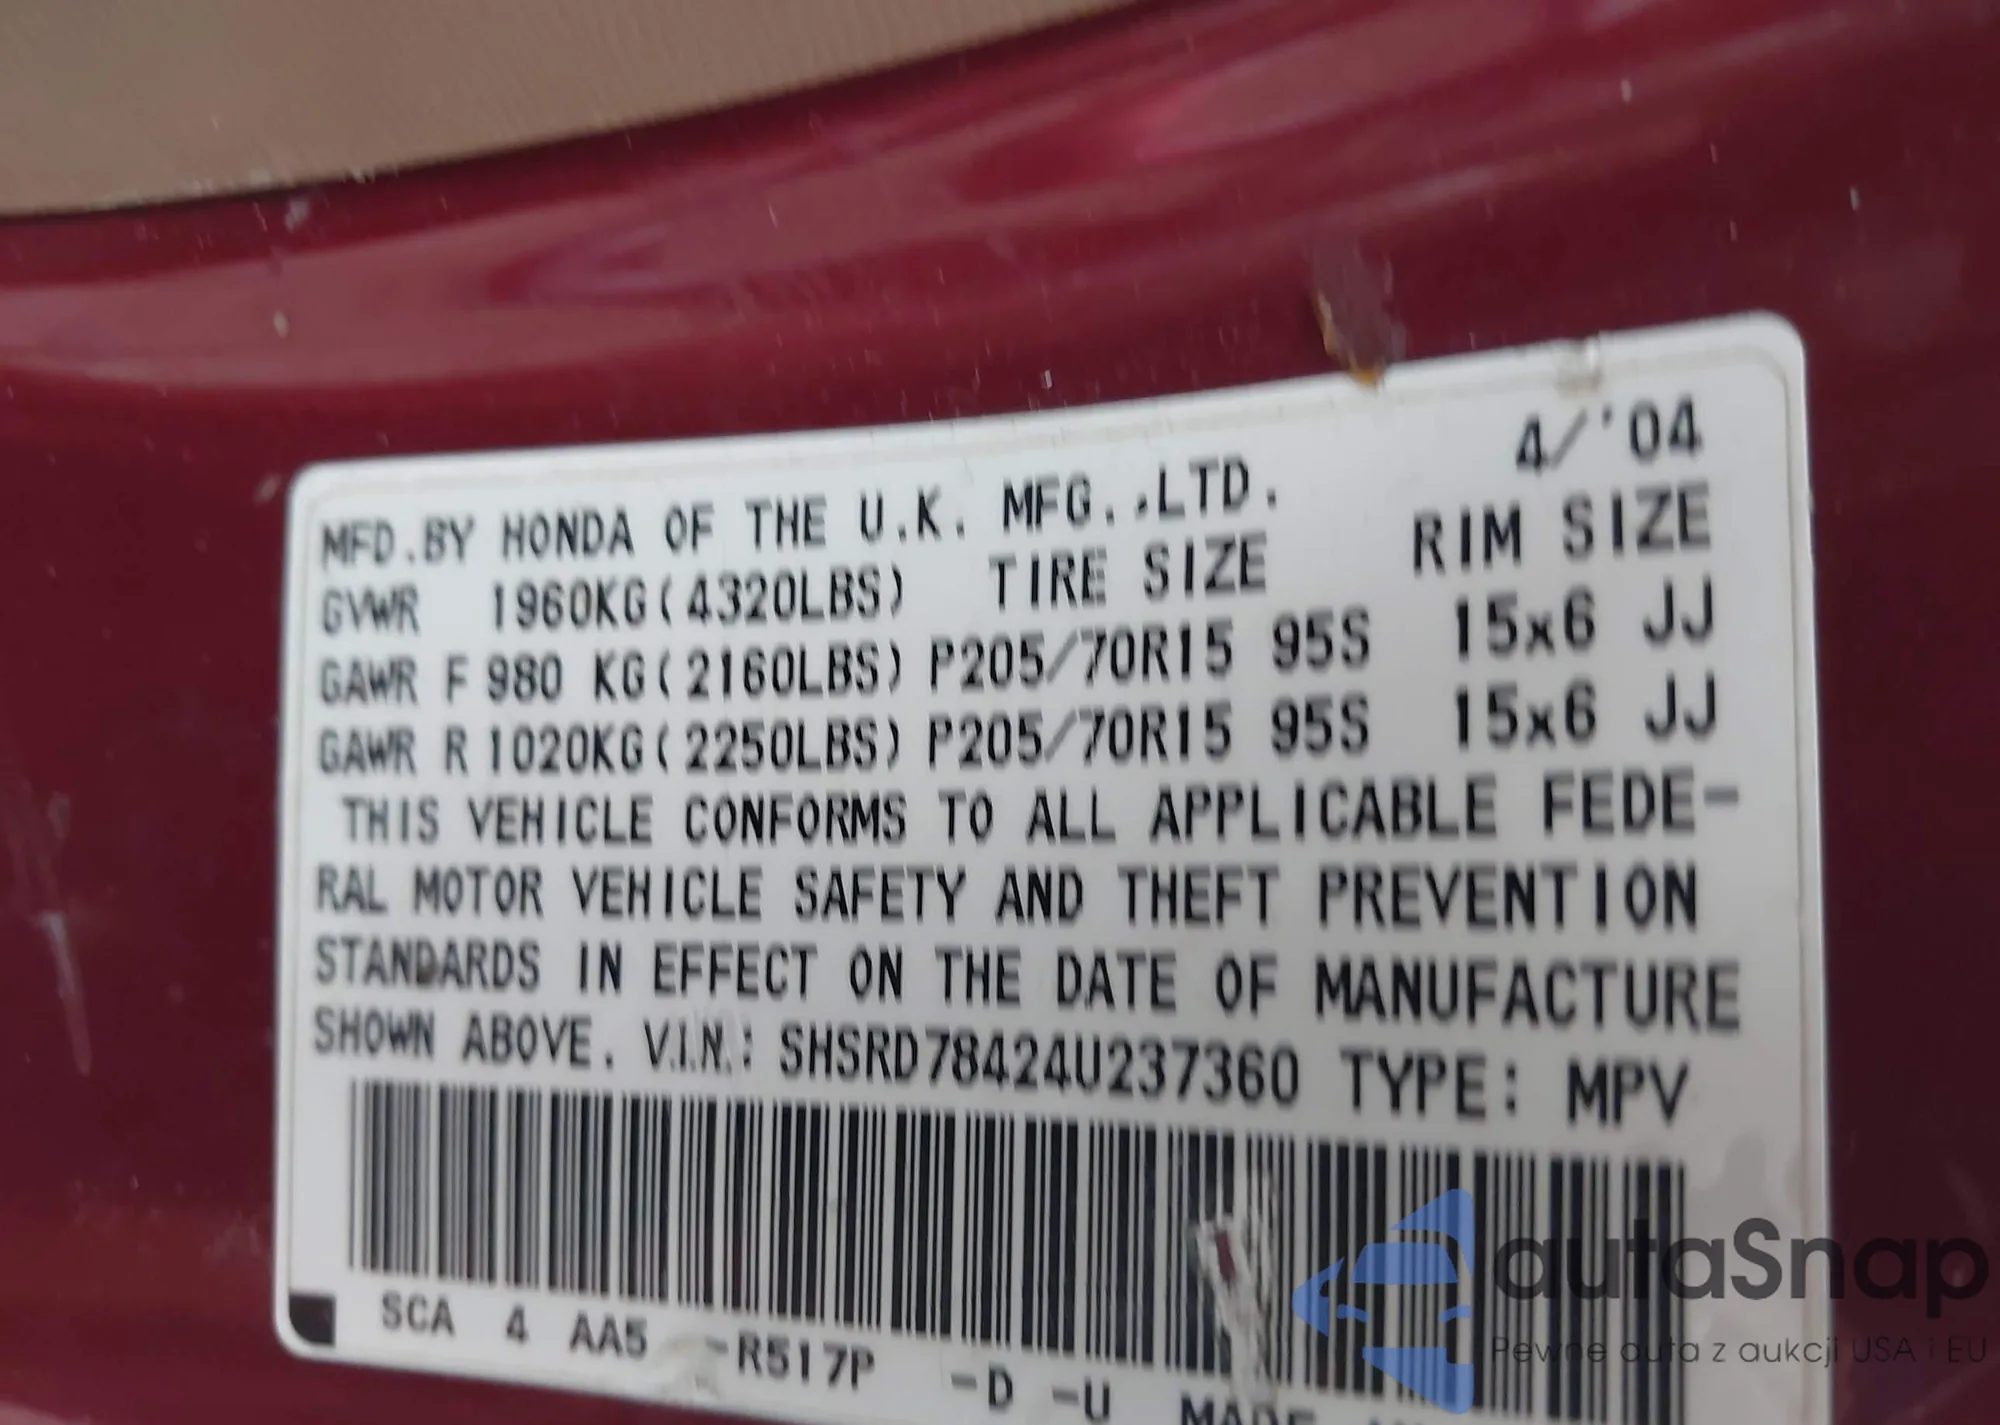 4/'04
MFD.BY HONDA OF THE U.K. MFG.,LTD.
GVWR 1960KG(4320LBS) TIRE SIZE RIM SIZE
GAWR F 980 KG(2160LBS) P205/70R15 95S 15x6 JJ
GAWR R 1020KG(2250LBS) P205/70R15 95S 15x6 JJ
THIS VEHICLE CONFORMS TO ALL APPLICABLE FEDE-
RAL MOTOR VEHICLE SAFETY AND THEFT PREVENTION
STANDARDS IN EFFECT ON THE DATE OF MANUFACTURE
SHOWN ABOVE. V.I.N.: SHSRD78424U237360 TYPE: MPV
SCA 4 AA5 -R517P -D -U MADE
autaSnap
Pewne auta z aukcji USA i EU